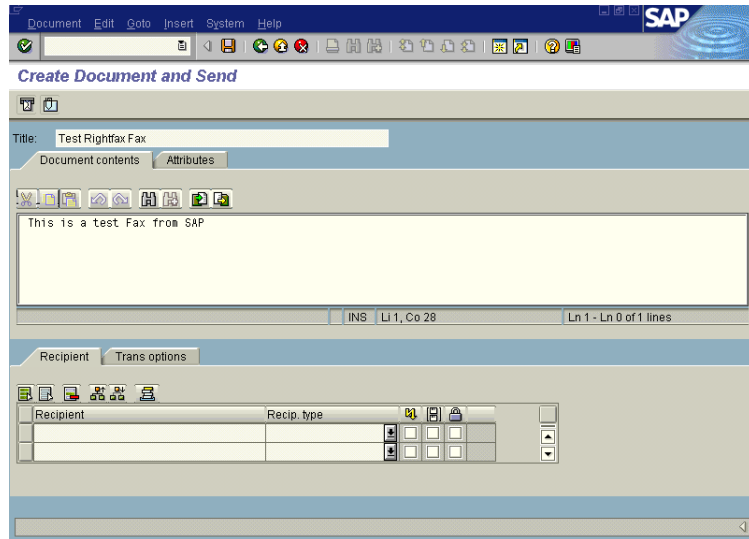 Document Edit Goto Insert System Help
SAP
Create Document and Send
Title: Test Rightfax Fax
Document contents Attributes
This is a test Fax from SAP
INS Li 1, Co 28 Ln 1 - Ln 0 of 1 lines
Recipient Trans options
Recipient Recip. type